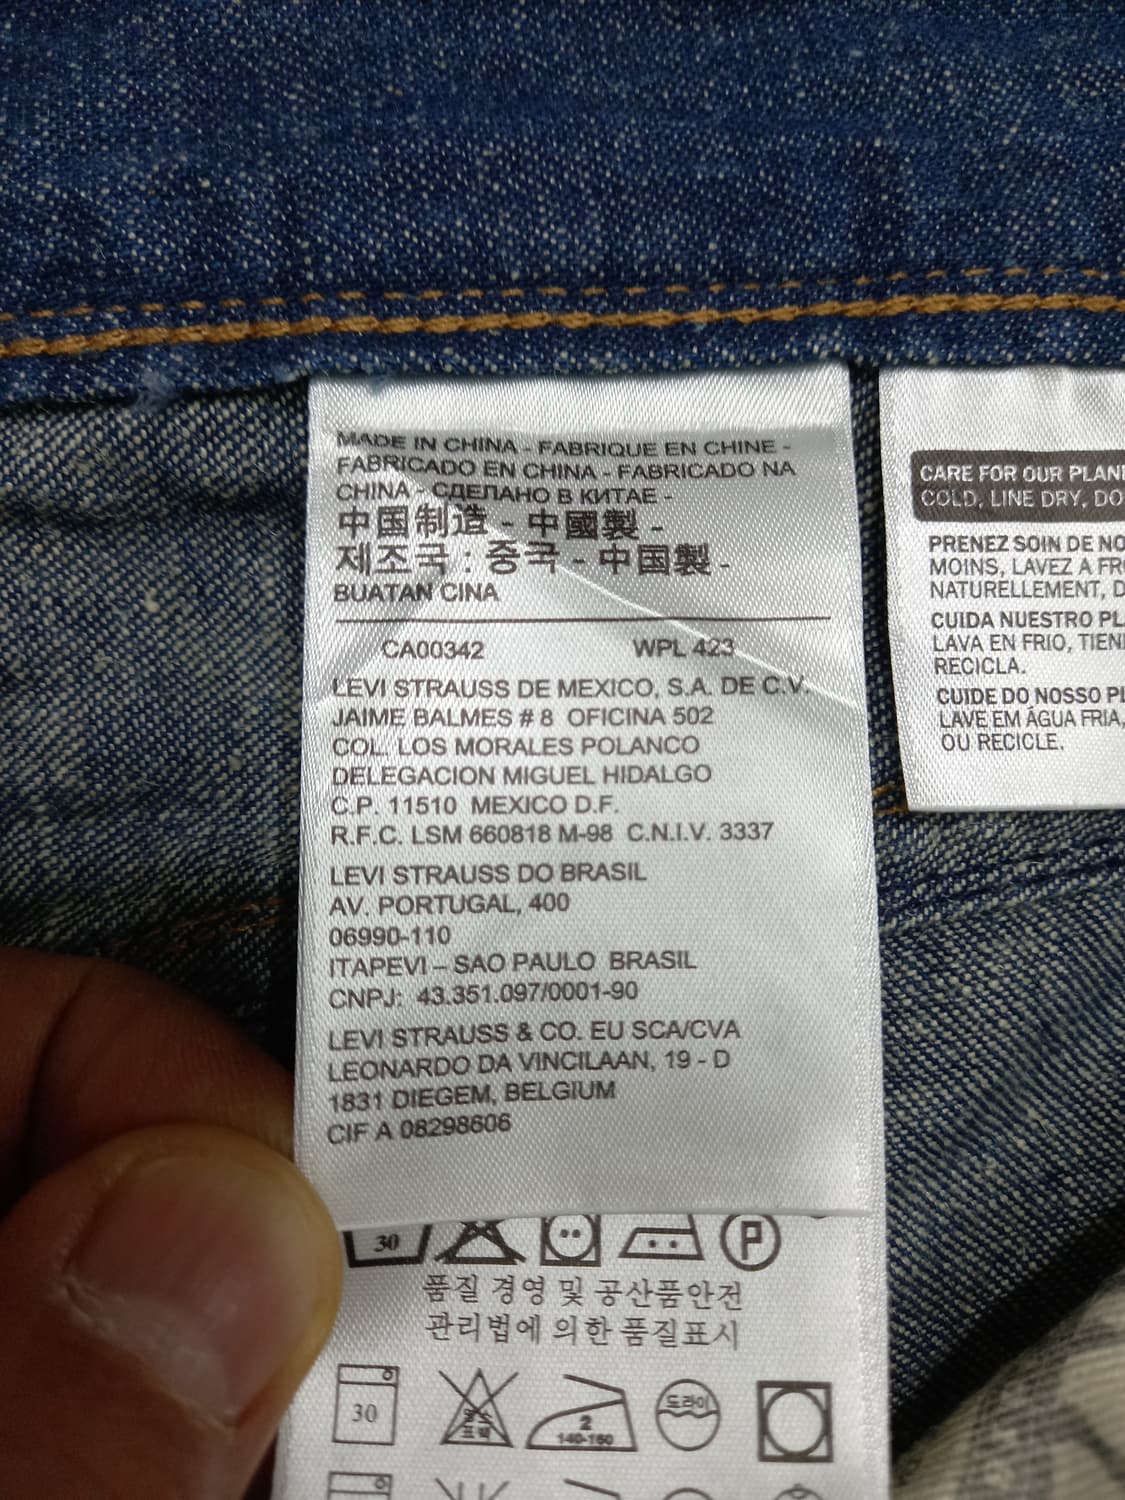 MADE IN CHINA - FABRIQUE EN CHINE -
FABRICADO EN CHINA - FABRICADO NA
CHINA - СДЕЛАНО В КИТАЕ -
中国制造 - 中國製 -
제조국 : 중국 - 中国製 -
BUATAN CINA
CA00342 WPL 423
LEVI STRAUSS DE MEXICO, S.A. DE C.V.
JAIME BALMES # 8 OFICINA 502
COL. LOS MORALES POLANCO
DELEGACION MIGUEL HIDALGO
C.P. 11510 MEXICO D.F.
R.F.C. LSM 660818 M-98 C.N.I.V. 3337
LEVI STRAUSS DO BRASIL
AV. PORTUGAL, 400
06990-110
ITAPEVI – SAO PAULO BRASIL
CNPJ: 43.351.097/0001-90
LEVI STRAUSS & CO. EU SCA/CVA
LEONARDO DA VINCILAAN, 19 - D
1831 DIEGEM, BELGIUM
CIF A 08298606
30 P
품질 경영 및 공산품안전
관리법에 의한 품질표시
30 염소 표백 2 140-160 드라이
CARE FOR OUR PLAN
COLD, LINE DRY, DO
PRENEZ SOIN DE NO
MOINS, LAVEZ A FR
NATURELLEMENT, D
CUIDA NUESTRO PL
LAVA EN FRIO, TIEN
RECICLA.
CUIDE DO NOSSO PL
LAVE EM ÁGUA FRIA,
OU RECICLE.